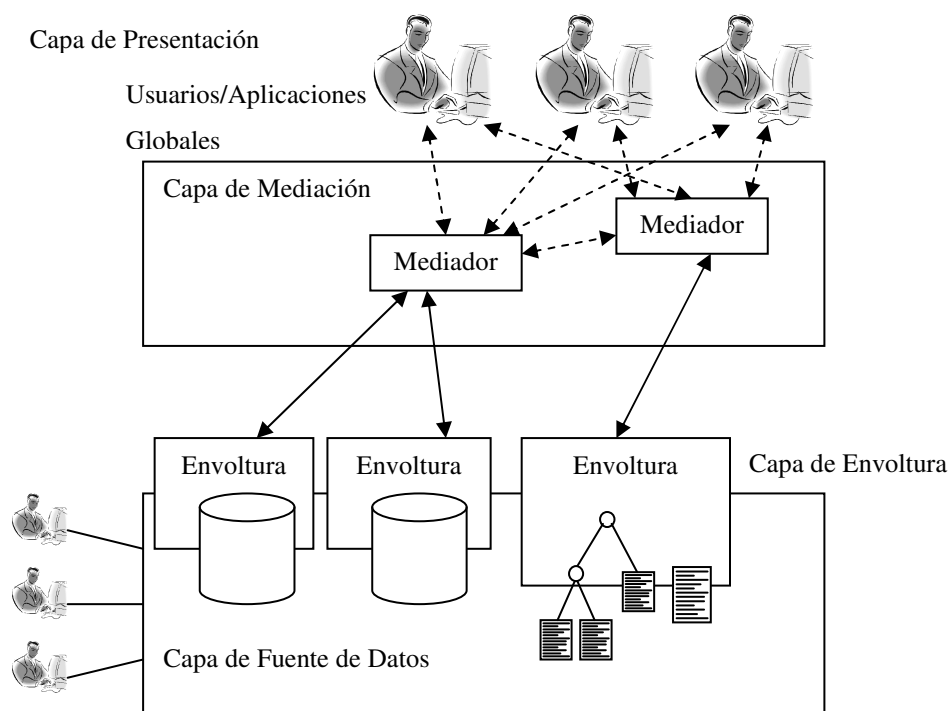 Capa de Presentación
Usuarios/Aplicaciones
Globales
Capa de Mediación
Mediador
Mediador
Envoltura
Envoltura
Envoltura
Capa de Envoltura
Capa de Fuente de Datos